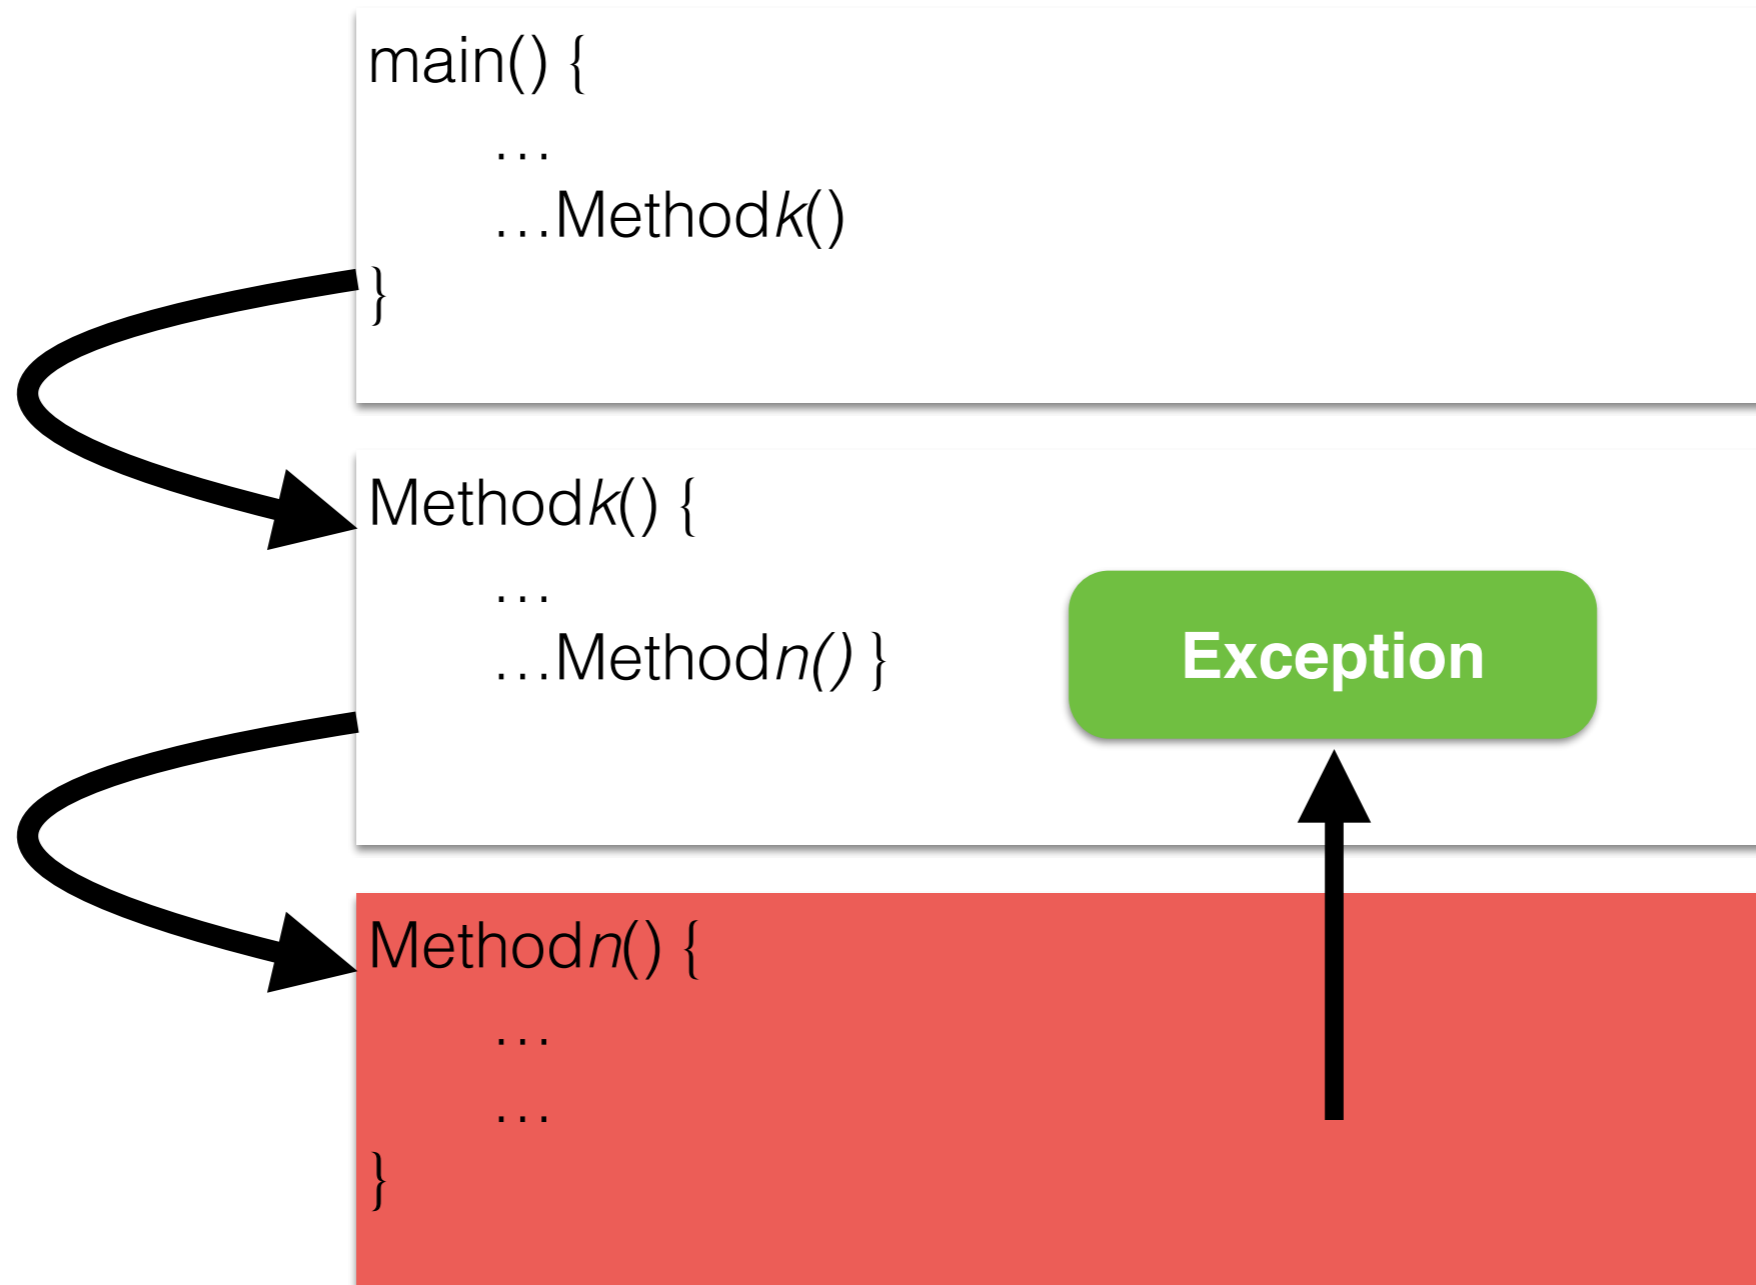 main() {
...
...Methodk()
}
Methodk() {
...
...Methodn() }
Exception
Methodn() {
...
...
}